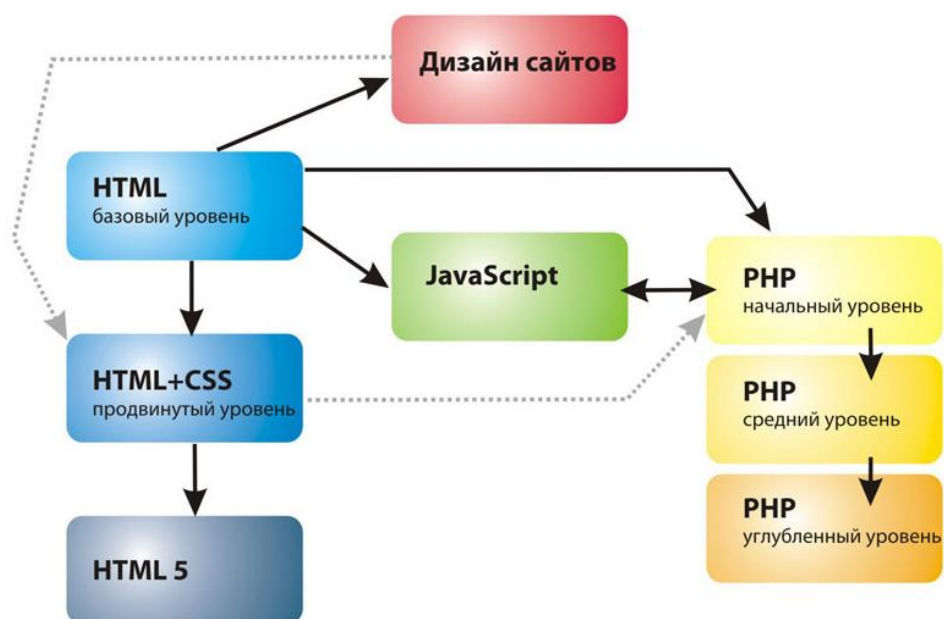 Дизайн сайтов
HTML
базовый уровень
JavaScript
PHP
начальный уровень
HTML+CSS
продвинутый уровень
PHP
средний уровень
PHP
углубленный уровень
HTML 5